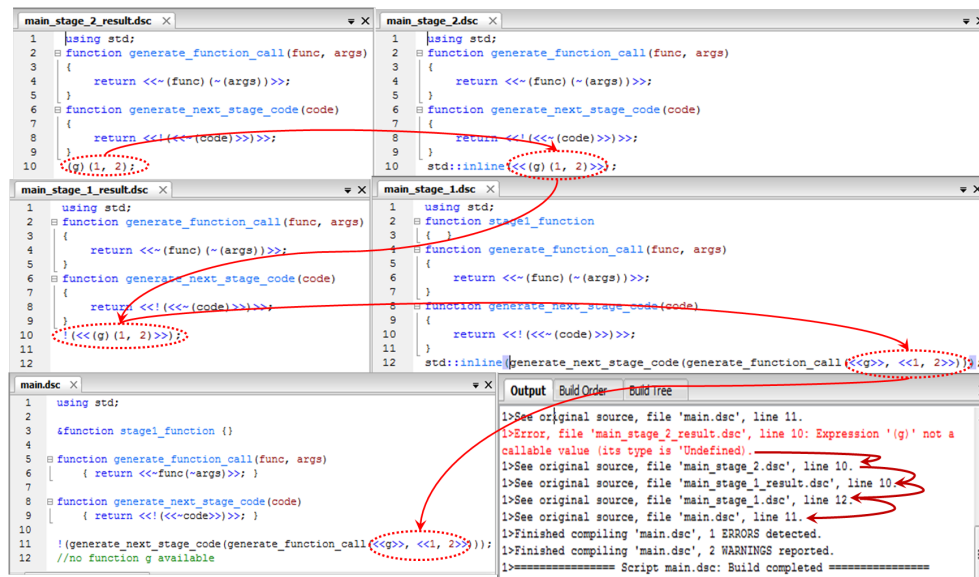 main_stage_2_result.dsc
1 using std;
2 function generate_function_call(func, args)
3 {
4 return <<~(func)(~(args))>>;
5 }
6 function generate_next_stage_code(code)
7 {
8 return <<!(<<~(code)>>)>>;
9 }
10 (g)(1, 2);
main_stage_2.dsc
1 using std;
2 function generate_function_call(func, args)
3 {
4 return <<~(func)(~(args))>>;
5 }
6 function generate_next_stage_code(code)
7 {
8 return <<!(<<~(code)>>)>>;
9 }
10 std::inline(<<(g)(1, 2)>>);
main_stage_1_result.dsc
1 using std;
2 function generate_function_call(func, args)
3 {
4 return <<~(func)(~(args))>>;
5 }
6 function generate_next_stage_code(code)
7 {
8 return <<!(<<~(code)>>)>>;
9 }
10 !(<<(g)(1, 2)>>);
11
12
main_stage_1.dsc
1 using std;
2 function stage1_function
3 { }
4 function generate_function_call(func, args)
5 {
6 return <<~(func)(~(args))>>;
7 }
8 function generate_next_stage_code(code)
9 {
10 return <<!(<<~(code)>>)>>;
11 }
12 std::inline(generate_next_stage_code(generate_function_call(<<g>>, <<1, 2>>)));
main.dsc
1 using std;
2
3 &function stage1_function {}
4
5 function generate_function_call(func, args)
6 { return <<~func(~args)>>; }
7
8 function generate_next_stage_code(code)
9 { return <<!(<<~code>>)>>; }
10
11 !(generate_next_stage_code(generate_function_call(<<g>>, <<1, 2>>)));
12 //no function g available
Output Build Order Build Tree
1>See original source, file 'main.dsc', line 11.
1>Error, file 'main_stage_2_result.dsc', line 10: Expression '(g)' not a
callable value (its type is 'Undefined).
1>See original source, file 'main_stage_2.dsc', line 10.
1>See original source, file 'main_stage_1_result.dsc', line 10.
1>See original source, file 'main_stage_1.dsc', line 12.
1>See original source, file 'main.dsc', line 11.
1>Finished compiling 'main.dsc', 1 ERRORS detected.
1>Finished compiling 'main.dsc', 2 WARNINGS reported.
1>================ Script main.dsc: Build completed ================